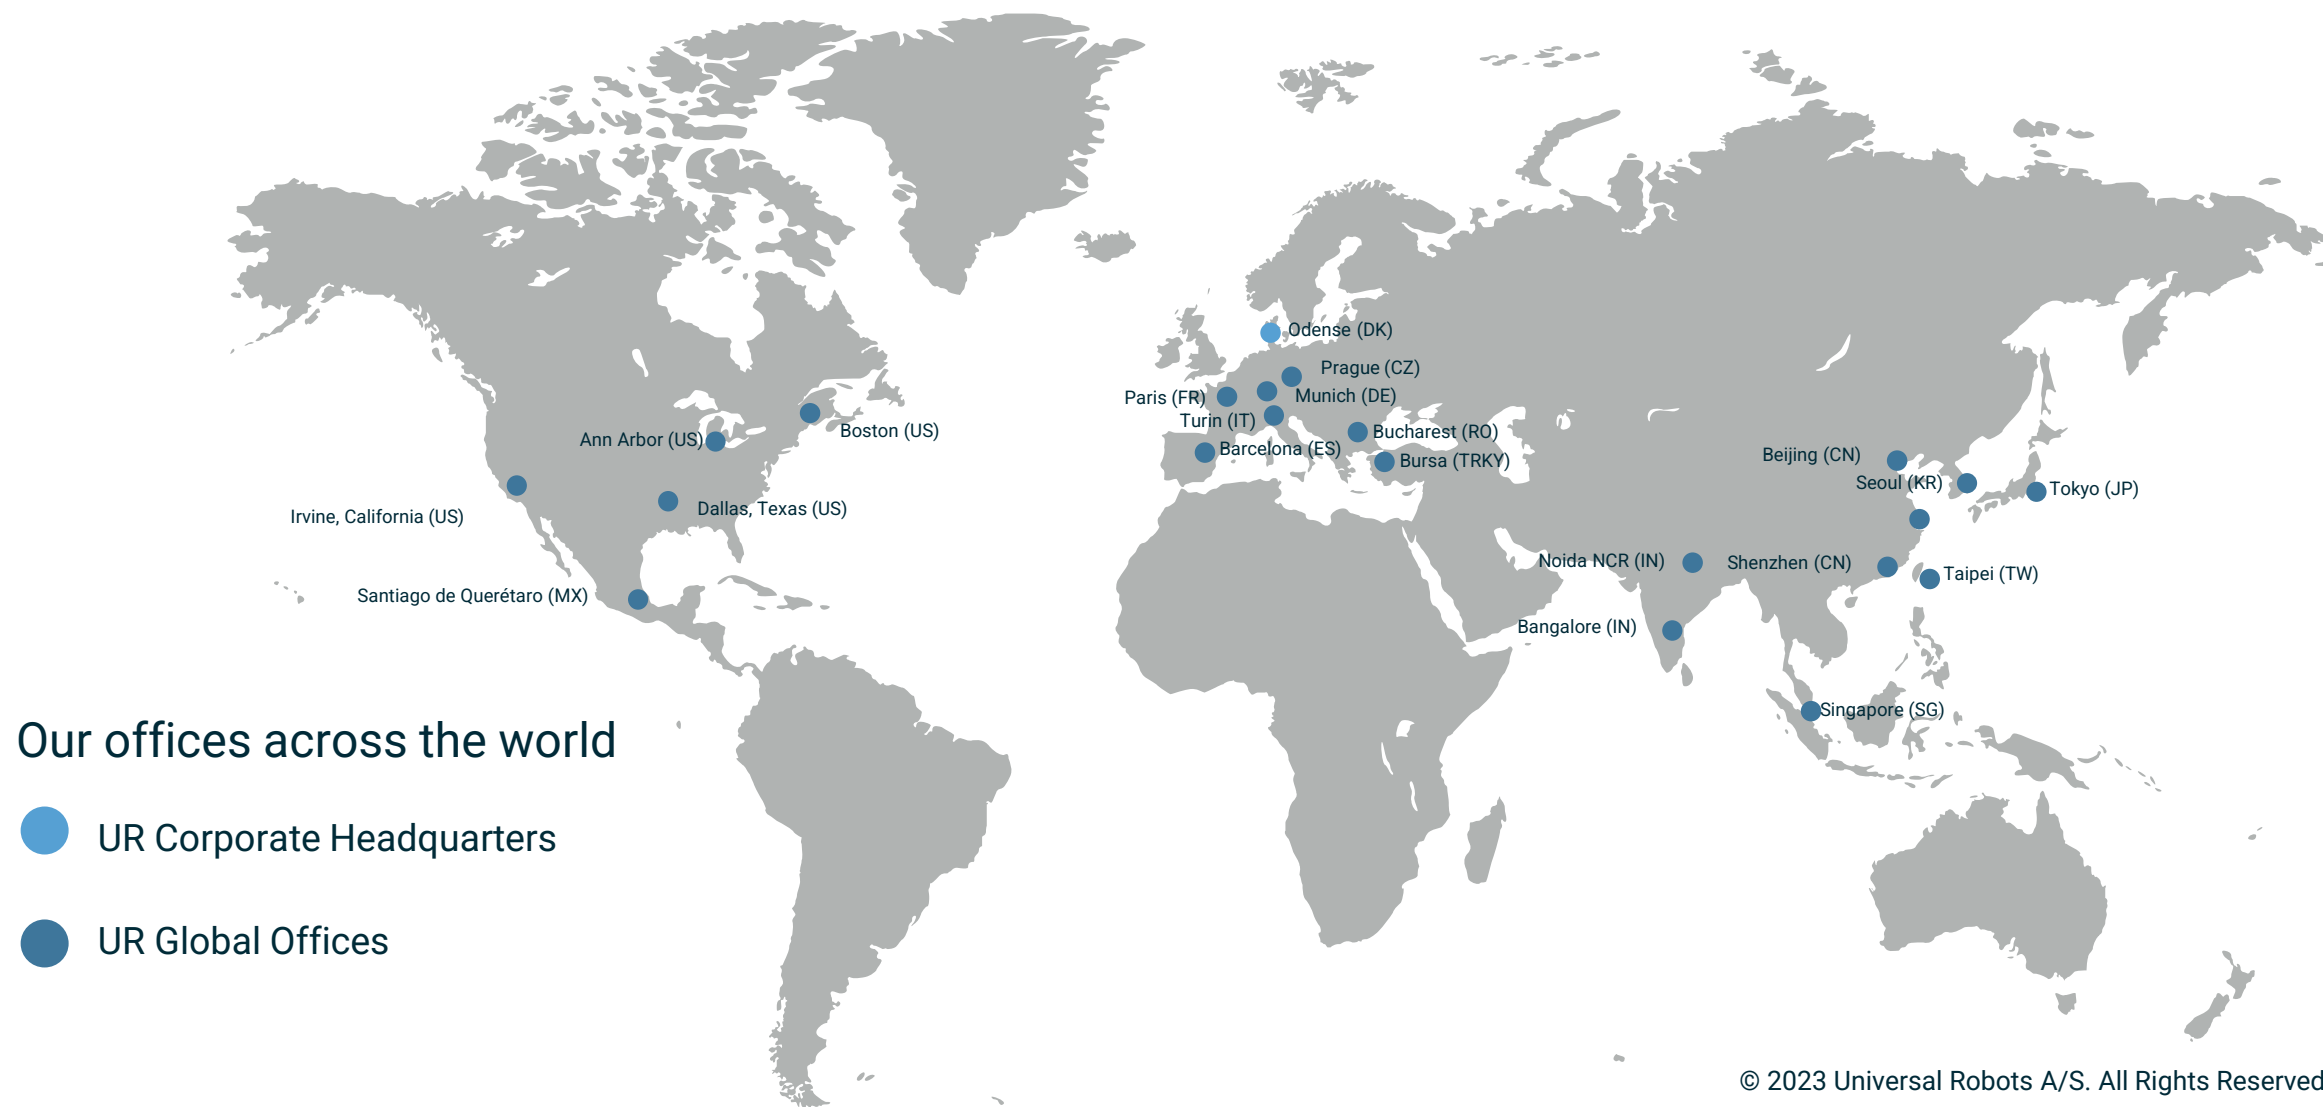 Odense (DK)
Prague (CZ)
Paris (FR)
Munich (DE)
Turin (IT)
Boston (US)
Bucharest (RO)
Ann Arbor (US)
Barcelona (ES)
Bursa (TRKY)
Beijing (CN)
Seoul (KR)
Tokyo (JP)
Dallas, Texas (US)
Irvine, California (US)
Noida NCR (IN)
Shenzhen (CN)
Taipei (TW)
Santiago de Querétaro (MX)
Bangalore (IN)
Singapore (SG)
Our offices across the world
UR Corporate Headquarters
UR Global Offices
© 2023 Universal Robots A/S. All Rights Reserved